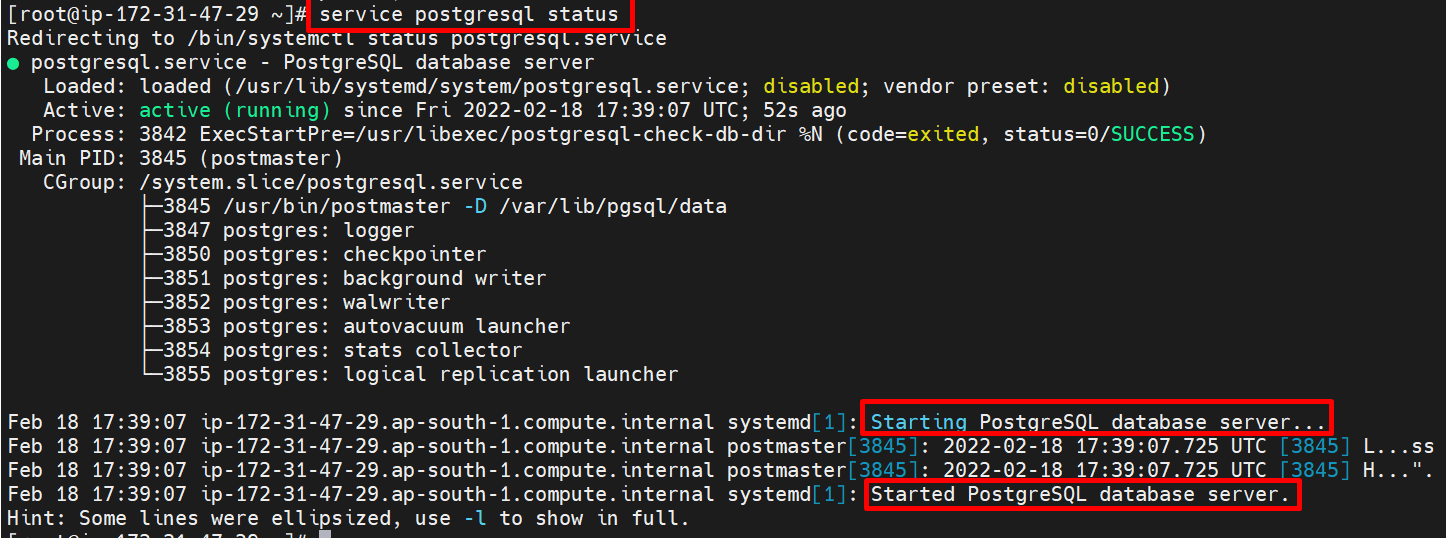 [root@ip-172-31-47-29 ~]# service postgresql status
Redirecting to /bin/systemctl status postgresql.service
● postgresql.service - PostgreSQL database server
   Loaded: loaded (/usr/lib/systemd/system/postgresql.service; disabled; vendor preset: disabled)
   Active: active (running) since Fri 2022-02-18 17:39:07 UTC; 52s ago
  Process: 3842 ExecStartPre=/usr/libexec/postgresql-check-db-dir %N (code=exited, status=0/SUCCESS)
 Main PID: 3845 (postmaster)
   CGroup: /system.slice/postgresql.service
           ├─3845 /usr/bin/postmaster -D /var/lib/pgsql/data
           ├─3847 postgres: logger
           ├─3850 postgres: checkpointer
           ├─3851 postgres: background writer
           ├─3852 postgres: walwriter
           ├─3853 postgres: autovacuum launcher
           ├─3854 postgres: stats collector
           └─3855 postgres: logical replication launcher
Feb 18 17:39:07 ip-172-31-47-29.ap-south-1.compute.internal systemd[1]: Starting PostgreSQL database server...
Feb 18 17:39:07 ip-172-31-47-29.ap-south-1.compute.internal postmaster[3845]: 2022-02-18 17:39:07.725 UTC [3845] L...ss
Feb 18 17:39:07 ip-172-31-47-29.ap-south-1.compute.internal postmaster[3845]: 2022-02-18 17:39:07.725 UTC [3845] H...".
Feb 18 17:39:07 ip-172-31-47-29.ap-south-1.compute.internal systemd[1]: Started PostgreSQL database server.
Hint: Some lines were ellipsized, use -l to show in full.
[root@ip-172-31-47-29 ~]#